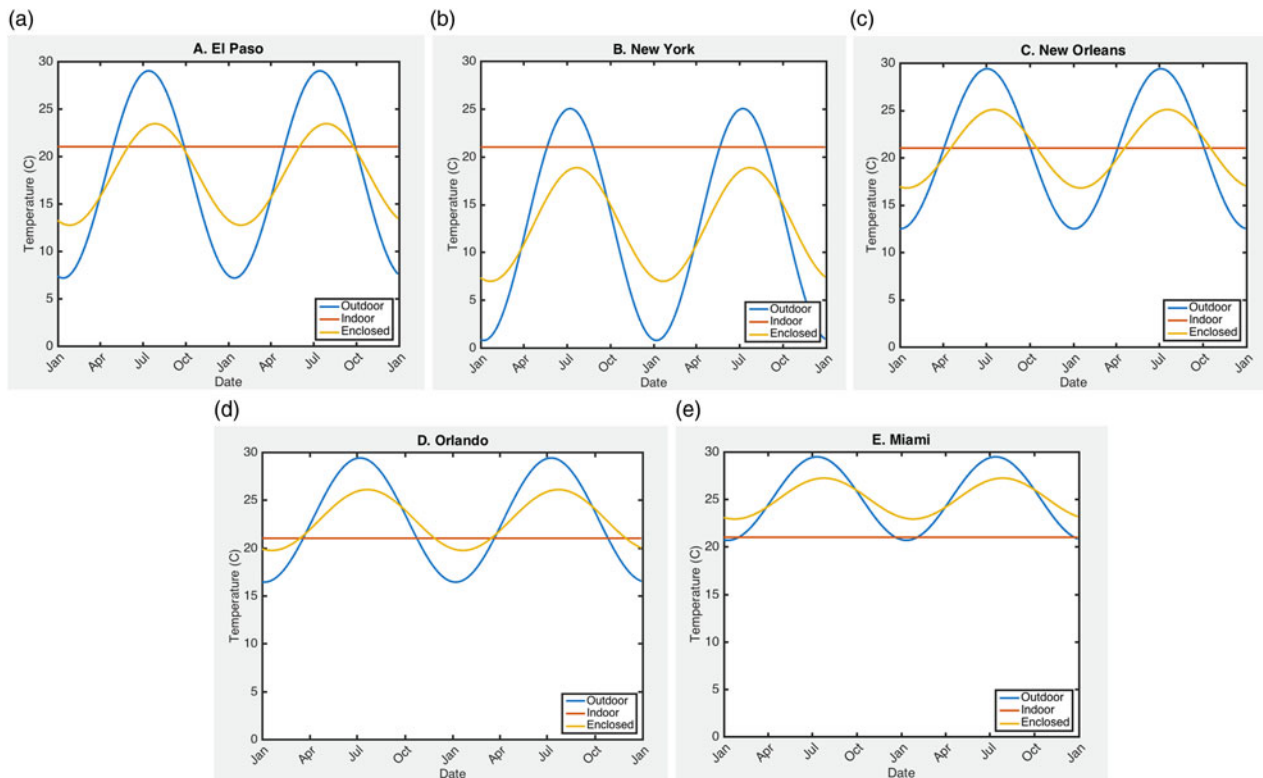 (a)
A. El Paso
30
25
20
15
10
5
0
Temperature (C)
Jan Apr Jul Oct Jan Apr Jul Oct Jan
Date
Outdoor
Indoor
Enclosed
(b)
B. New York
30
25
20
15
10
5
0
Temperature (C)
Jan Apr Jul Oct Jan Apr Jul Oct Jan
Date
Outdoor
Indoor
Enclosed
(c)
C. New Orleans
30
25
20
15
10
5
0
Temperature (C)
Jan Apr Jul Oct Jan Apr Jul Oct Jan
Date
Outdoor
Indoor
Enclosed
(d)
D. Orlando
30
25
20
15
10
5
0
Temperature (C)
Jan Apr Jul Oct Jan Apr Jul Oct Jan
Date
Outdoor
Indoor
Enclosed
(e)
E. Miami
30
25
20
15
10
5
0
Temperature (C)
Jan Apr Jul Oct Jan Apr Jul Oct Jan
Date
Outdoor
Indoor
Enclosed